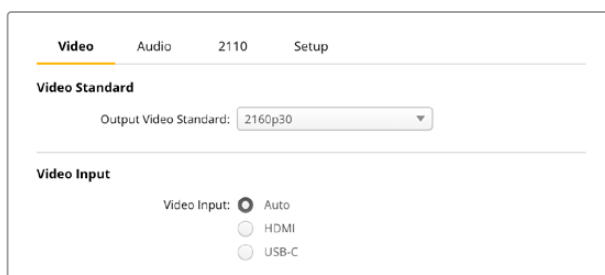 Video Audio 2110 Setup
Video Standard
Output Video Standard: 2160p30
Video Input
Video Input: Auto
HDMI
USB-C